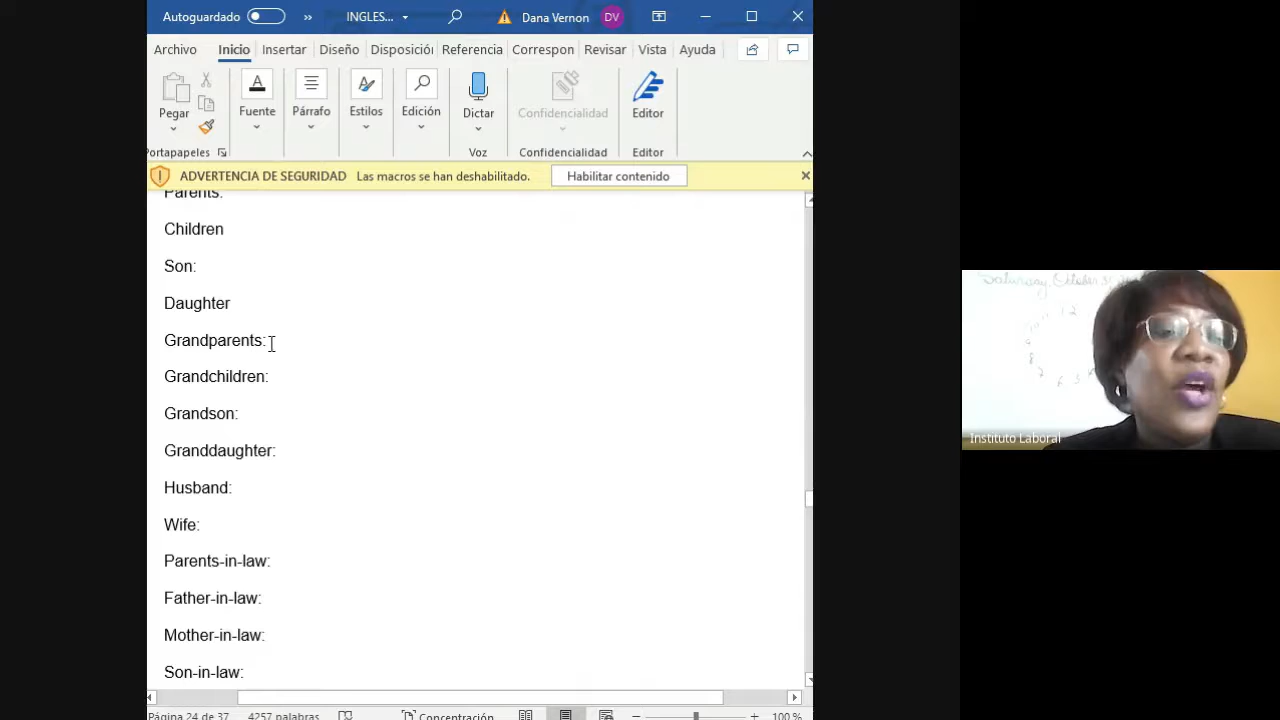 Autoguardado
INGLES...
Dana Vernon
DV
Archivo Inicio Insertar Diseño Disposició Referencia Correspon Revisar Vista Ayuda
Pegar Fuente Párrafo Estilos Edición Dictar Confidencialidad Editor
Portapapeles Voz Confidencialidad Editor
ADVERTENCIA DE SEGURIDAD Las macros se han deshabilitado. Habilitar contenido
Parents:
Children
Son:
Daughter
Grandparents:
Grandchildren:
Grandson:
Granddaughter:
Husband:
Wife:
Parents-in-law:
Father-in-law:
Mother-in-law:
Son-in-law:
Página 24 de 37 4257 palabras Concentración 100 %
Saturday, October
Instituto Laboral